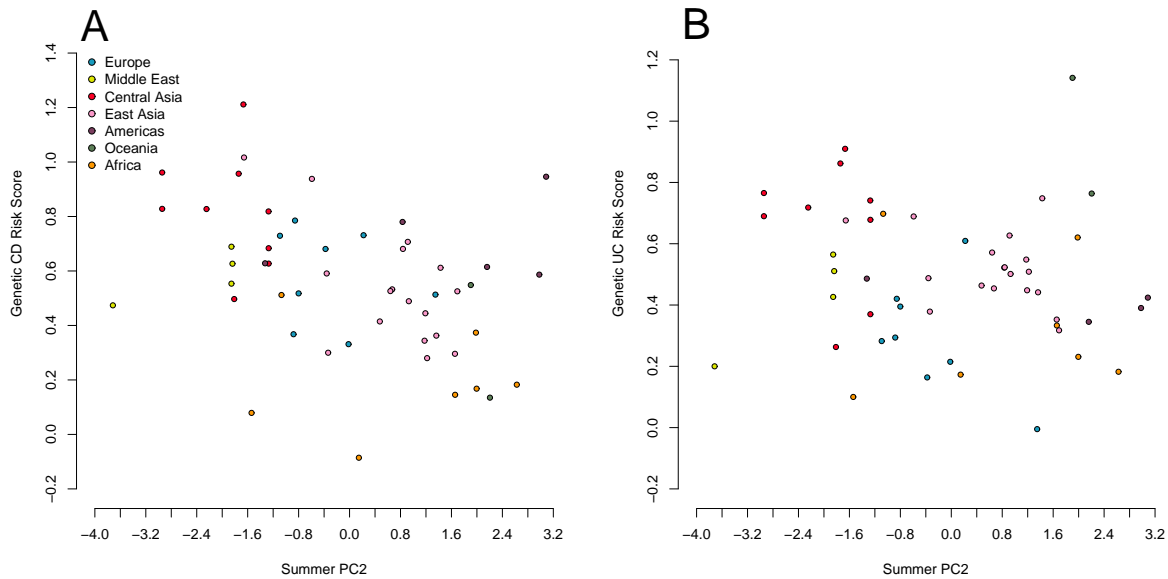 A
Genetic CD Risk Score
1.4
1.2
1.0
0.8
0.6
0.4
0.2
0.0
−0.2
Europe
Middle East
Central Asia
East Asia
Americas
Oceania
Africa
−4.0 −3.2 −2.4 −1.6 −0.8 0.0 0.8 1.6 2.4 3.2
Summer PC2
B
Genetic UC Risk Score
1.2
1.0
0.8
0.6
0.4
0.2
0.0
−0.2
−4.0 −3.2 −2.4 −1.6 −0.8 0.0 0.8 1.6 2.4 3.2
Summer PC2